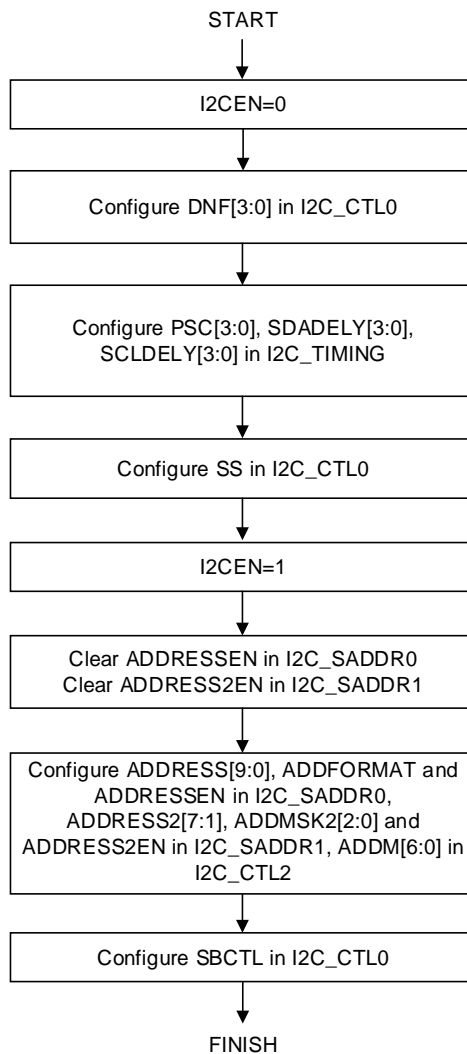 START
I2CEN=0
Configure DNF[3:0] in I2C_CTL0
Configure PSC[3:0], SDADELY[3:0],
SCLDELY[3:0] in I2C_TIMING
Configure SS in I2C_CTL0
I2CEN=1
Clear ADDRESSEN in I2C_SADDR0
Clear ADDRESS2EN in I2C_SADDR1
Configure ADDRESS[9:0], ADDFORMAT and
ADDRESSEN in I2C_SADDR0,
ADDRESS2[7:1], ADDMSK2[2:0] and
ADDRESS2EN in I2C_SADDR1, ADDM[6:0] in
I2C_CTL2
Configure SBCTL in I2C_CTL0
FINISH